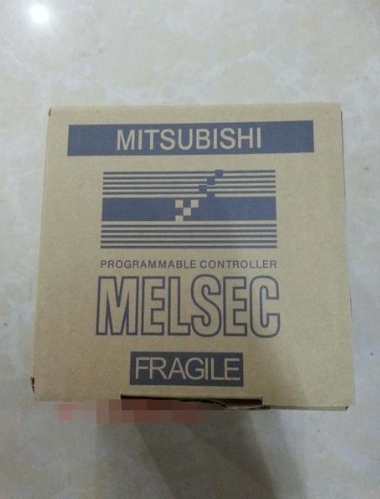 MITSUBISHI
PROGRAMMABLE CONTROLLER
MELSEC
FRAGILE